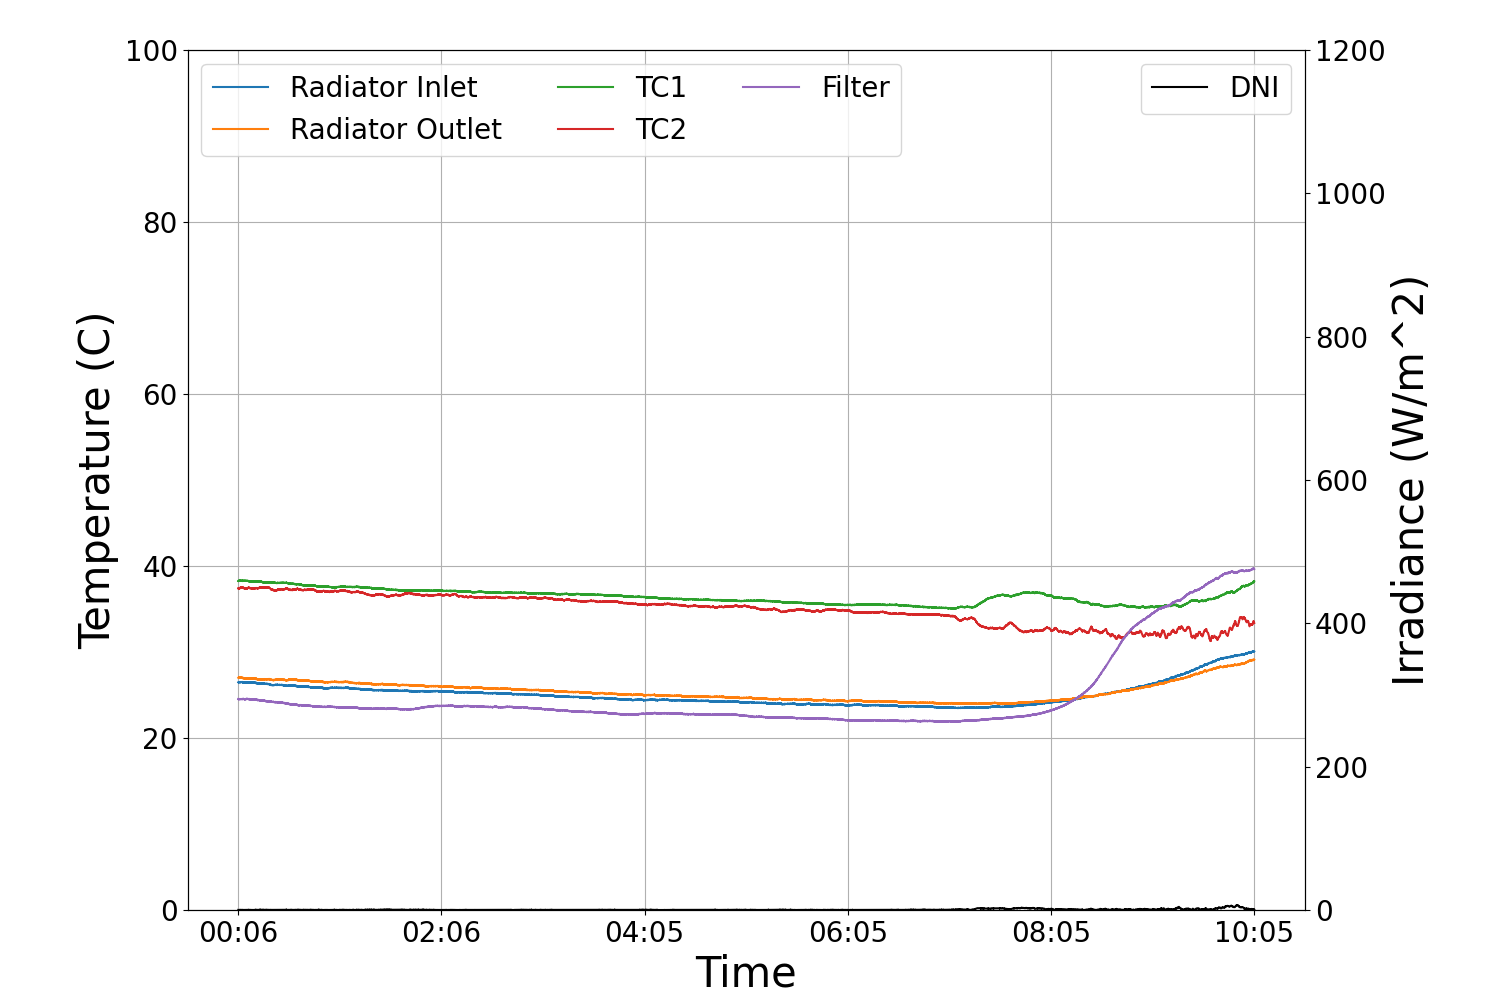 Radiator Inlet
Radiator Outlet
TC1
TC2
Filter
DNI
Temperature (C)
100
80
60
40
20
0
1200
1000
800
600
400
200
0
Irradiance (W/m^2)
00:06
02:06
04:05
06:05
08:05
10:05
Time